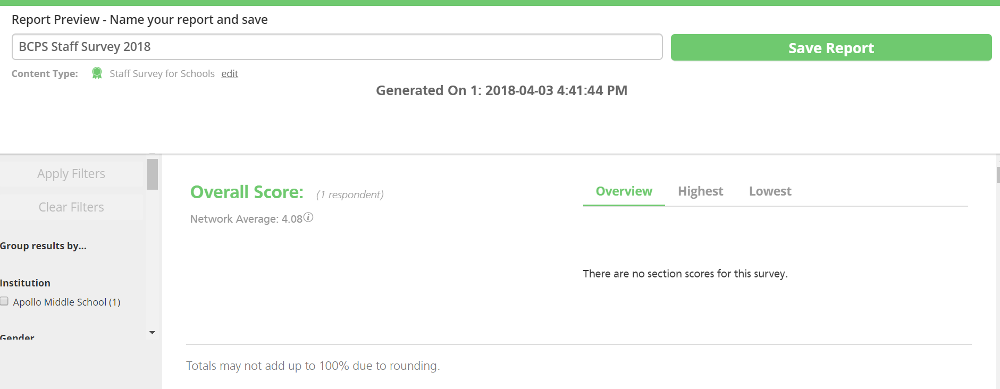 Report Preview - Name your report and save
BCPS Staff Survey 2018
Save Report
Content Type: Staff Survey for Schools edit
Generated On 1: 2018-04-03 4:41:44 PM
Apply Filters
Clear Filters
Group results by...
Institution
Apollo Middle School (1)
Gender
Overall Score: (1 respondent)
Network Average: 4.08
Overview Highest Lowest
There are no section scores for this survey.
Totals may not add up to 100% due to rounding.